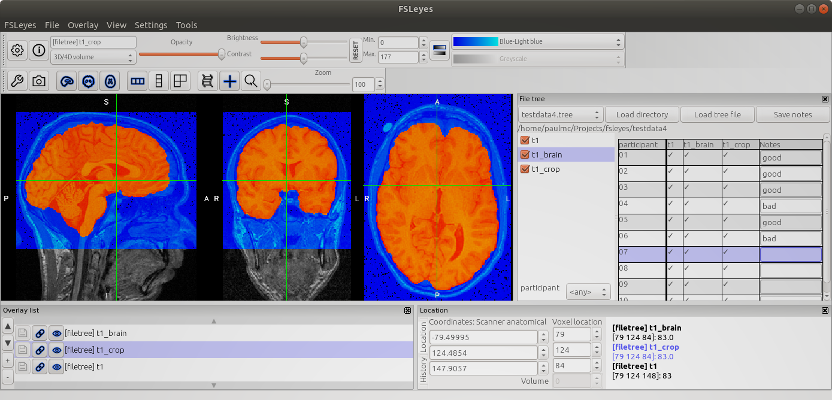 FSLeyes
FSLeyes File Overlay View Settings Tools
[filetree] t1_crop
3D/4D volume
Opacity
Brightness
Contrast
RESET
Min. 0
Max. 177
Blue-Light blue
Greyscale
Zoom
100
S
P
A
I
S
R
L
A
R
L
P
File tree
testdata4.tree Load directory Load tree file Save notes
/home/paulmc/Projects/fsleyes/testdata4
t1
t1_brain
t1_crop
participant <any>
participant t1 t1_brain t1_crop Notes
01 ✓ ✓ ✓ good
02 ✓ ✓ ✓ good
03 ✓ ✓ ✓ good
04 ✓ ✓ ✓ bad
05 ✓ ✓ ✓ good
06 ✓ ✓ ✓ bad
07 ✓ ✓ ✓
08 ✓ ✓ ✓
09 ✓ ✓ ✓
Overlay list
[filetree] t1_brain
[filetree] t1_crop
[filetree] t1
Location
History Location
Coordinates: Scanner anatomical Voxel location
-79.49995 79
124.4854 124
147.9057 84
Volume 0
[filetree] t1_brain
[79 124 84]: 83.0
[filetree] t1_crop
[79 124 84]: 83.0
[filetree] t1
[79 124 148]: 83